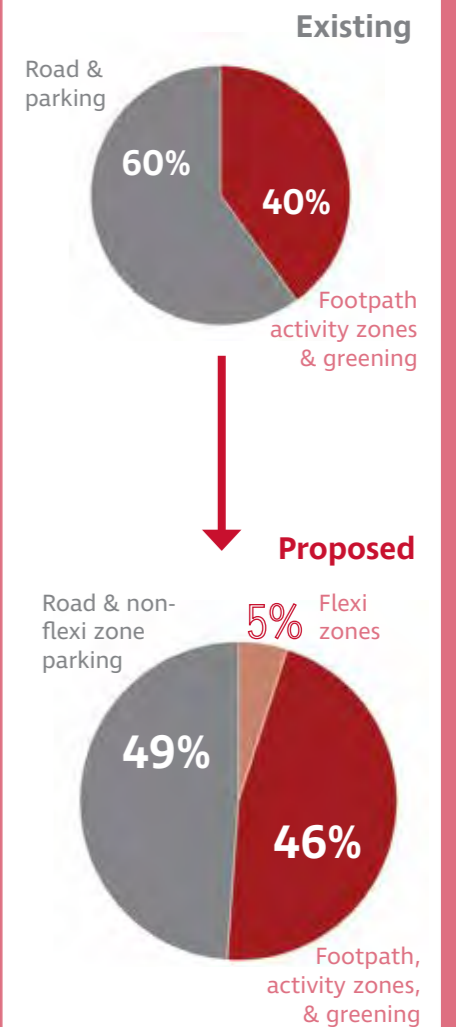 Existing
Road &
parking
60%
40%
Footpath
activity zones
& greening
Proposed
Road & non-
flexi zone
parking
5%
Flexi
zones
49%
46%
Footpath,
activity zones,
& greening